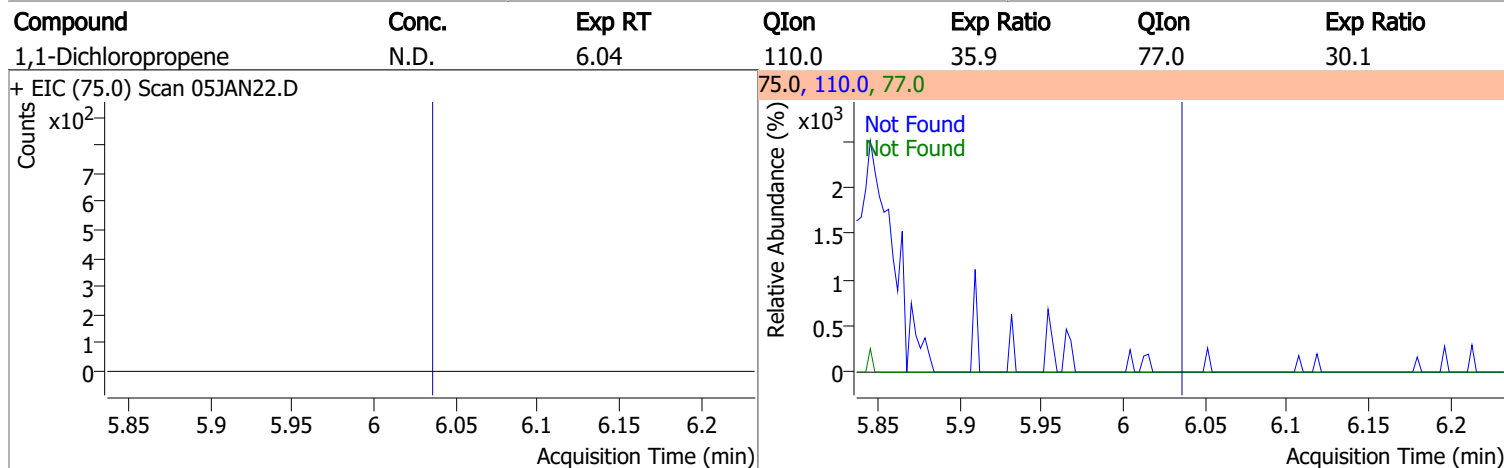 Compound Conc. Exp RT QIon Exp Ratio QIon Exp Ratio
1,1-Dichloropropene N.D. 6.04 110.0 35.9 77.0 30.1
+ EIC (75.0) Scan 05JAN22.D
Counts
x10²
7
6
5
4
3
2
1
0
5.85 5.9 5.95 6 6.05 6.1 6.15 6.2
Acquisition Time (min)
75.0, 110.0, 77.0
Relative Abundance (%)
x10³
Not Found
Not Found
2
1.5
1
0.5
0
5.85 5.9 5.95 6 6.05 6.1 6.15 6.2
Acquisition Time (min)